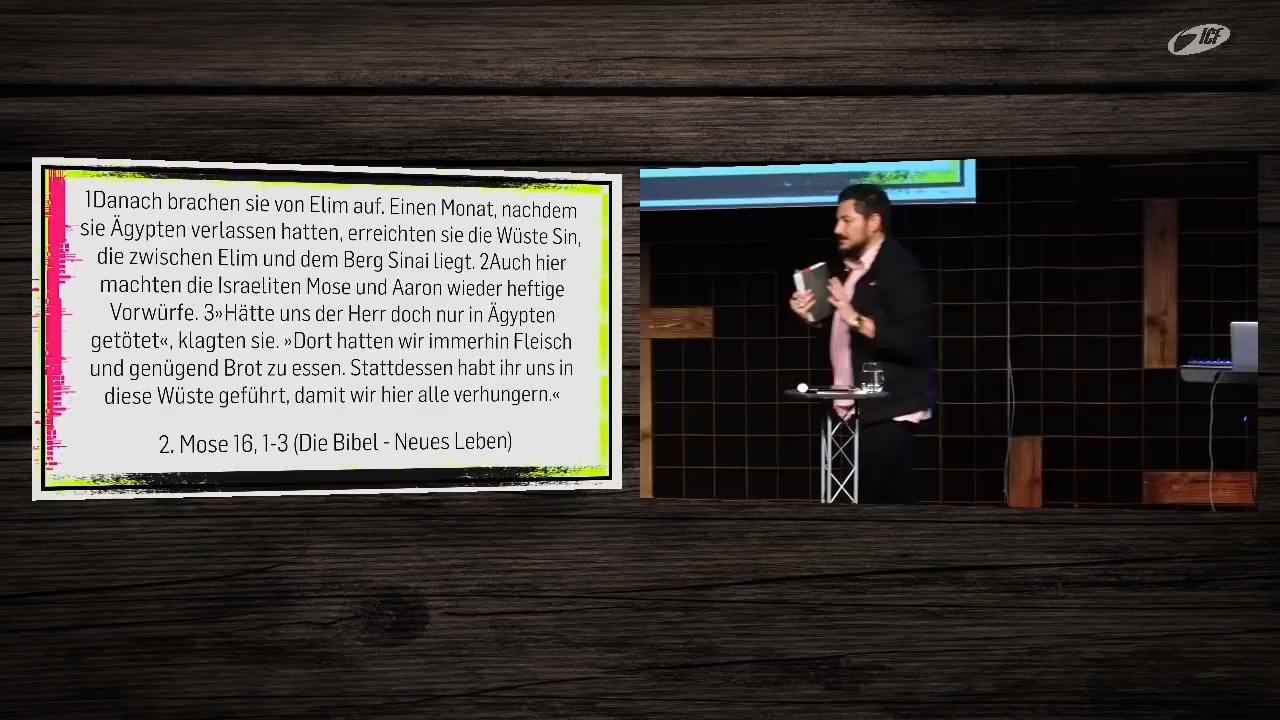 ICF
1Danach brachen sie von Elim auf. Einen Monat, nachdem
sie Ägypten verlassen hatten, erreichten sie die Wüste Sin,
die zwischen Elim und dem Berg Sinai liegt. 2Auch hier
machten die Israeliten Mose und Aaron wieder heftige
Vorwürfe. 3»Hätte uns der Herr doch nur in Ägypten
getötet«, klagten sie. »Dort hatten wir immerhin Fleisch
und genügend Brot zu essen. Stattdessen habt ihr uns in
diese Wüste geführt, damit wir hier alle verhungern.«
2. Mose 16, 1-3 (Die Bibel - Neues Leben)